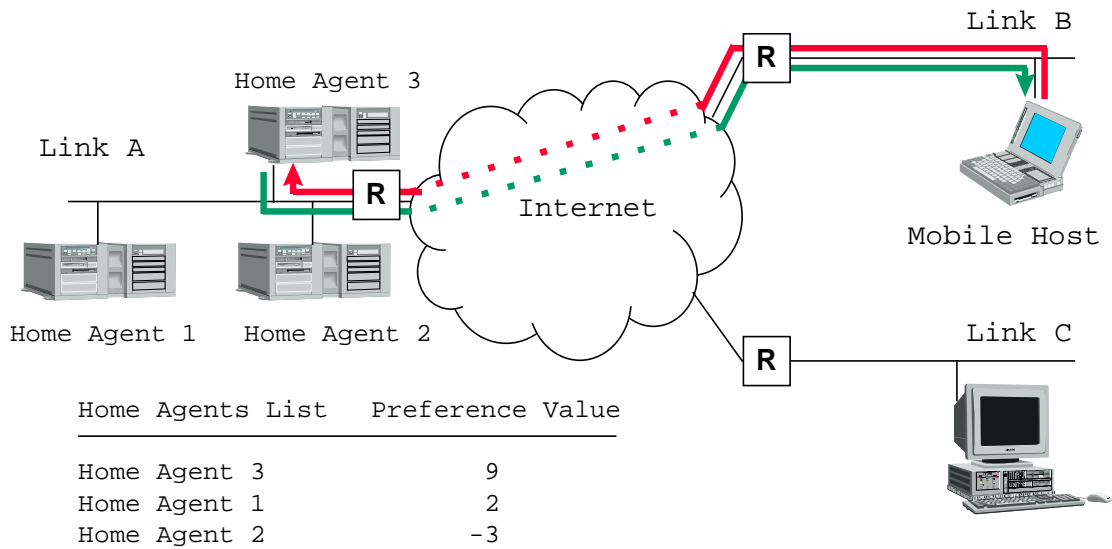 Link B
R
Home Agent 3
Link A
R
Internet
Mobile Host
Home Agent 1
Home Agent 2
Link C
R
Home Agents List Preference Value
Home Agent 3 9
Home Agent 1 2
Home Agent 2 -3